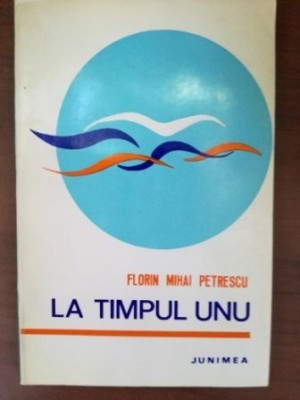 FLORIN MIHAI PETRESCU
LA TIMPUL UNU
JUNIMEA